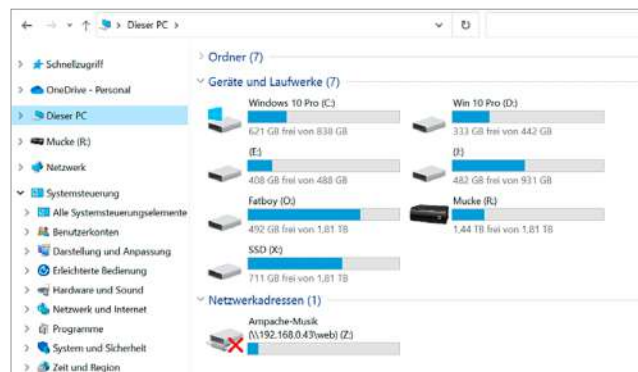 Dieser PC
Schnellzugriff
OneDrive - Personal
Dieser PC
Mucke (R:)
Netzwerk
Systemsteuerung
Alle Systemsteuerungselemente
Benutzerkonten
Darstellung und Anpassung
Erleichterte Bedienung
Hardware und Sound
Netzwerk und Internet
Programme
System und Sicherheit
Zeit und Region
Ordner (7)
Geräte und Laufwerke (7)
Windows 10 Pro (C:)
621 GB frei von 838 GB
Win 10 Pro (D:)
333 GB frei von 442 GB
(E:)
408 GB frei von 488 GB
482 GB frei von 931 GB
Fatboy (O:)
492 GB frei von 1,81 TB
Mucke (R:)
1,44 TB frei von 1,81 TB
SSD (X:)
711 GB frei von 1,81 TB
Netzwerkadressen (1)
Ampache-Musik
(\\192.168.0.43\web) (Z:)